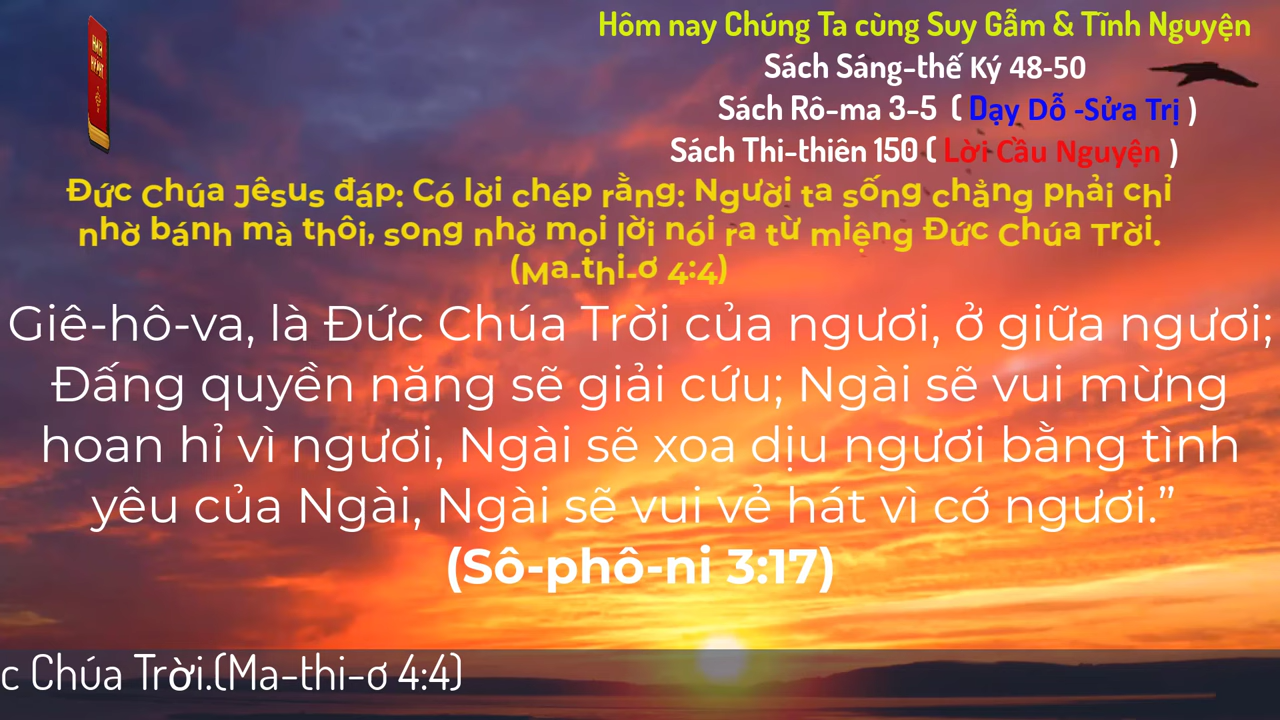 Hôm nay Chúng Ta cùng Suy Gẫm & Tĩnh Nguyện
Sách Sáng-thế Ký 48-50
Sách Rô-ma 3-5 ( Dạy Dỗ -Sửa Trị )
Sách Thi-thiên 150 ( Lời Cầu Nguyện )
Đức Chúa Jêsus đáp: Có lời chép rằng: Người ta sống chẳng phải chỉ
nhờ bánh mà thôi, song nhờ mọi lời nói ra từ miệng Đức Chúa Trời.
(Ma-thi-ơ 4:4)
Giê-hô-va, là Đức Chúa Trời của ngươi, ở giữa ngươi;
Đấng quyền năng sẽ giải cứu; Ngài sẽ vui mừng
hoan hỉ vì ngươi, Ngài sẽ xoa dịu ngươi bằng tình
yêu của Ngài, Ngài sẽ vui vẻ hát vì cớ ngươi.”
(Sô-phô-ni 3:17)
c Chúa Trời.(Ma-thi-ơ 4:4)